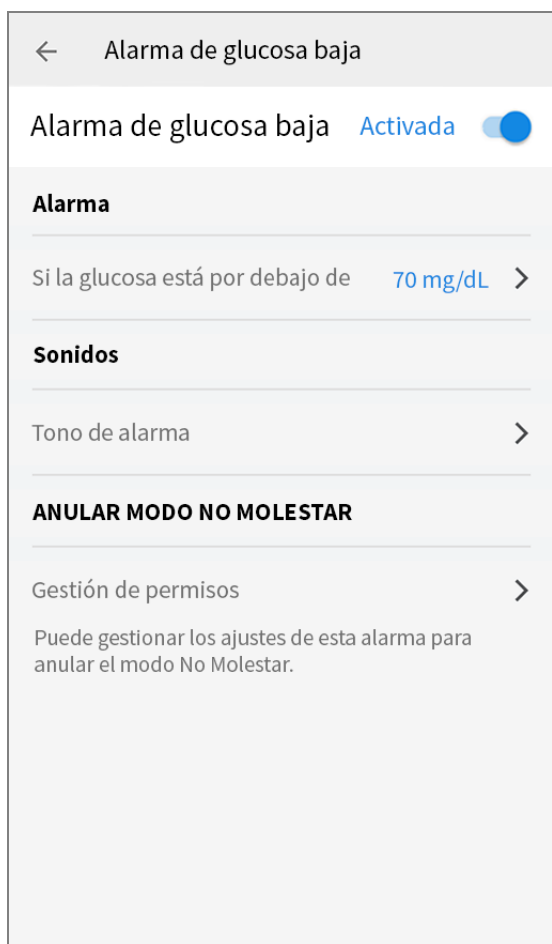 Alarma de glucosa baja
Alarma de glucosa baja Activada
Alarma
Si la glucosa está por debajo de 70 mg/dL
Sonidos
Tono de alarma
ANULAR MODO NO MOLESTAR
Gestión de permisos
Puede gestionar los ajustes de esta alarma para
anular el modo No Molestar.